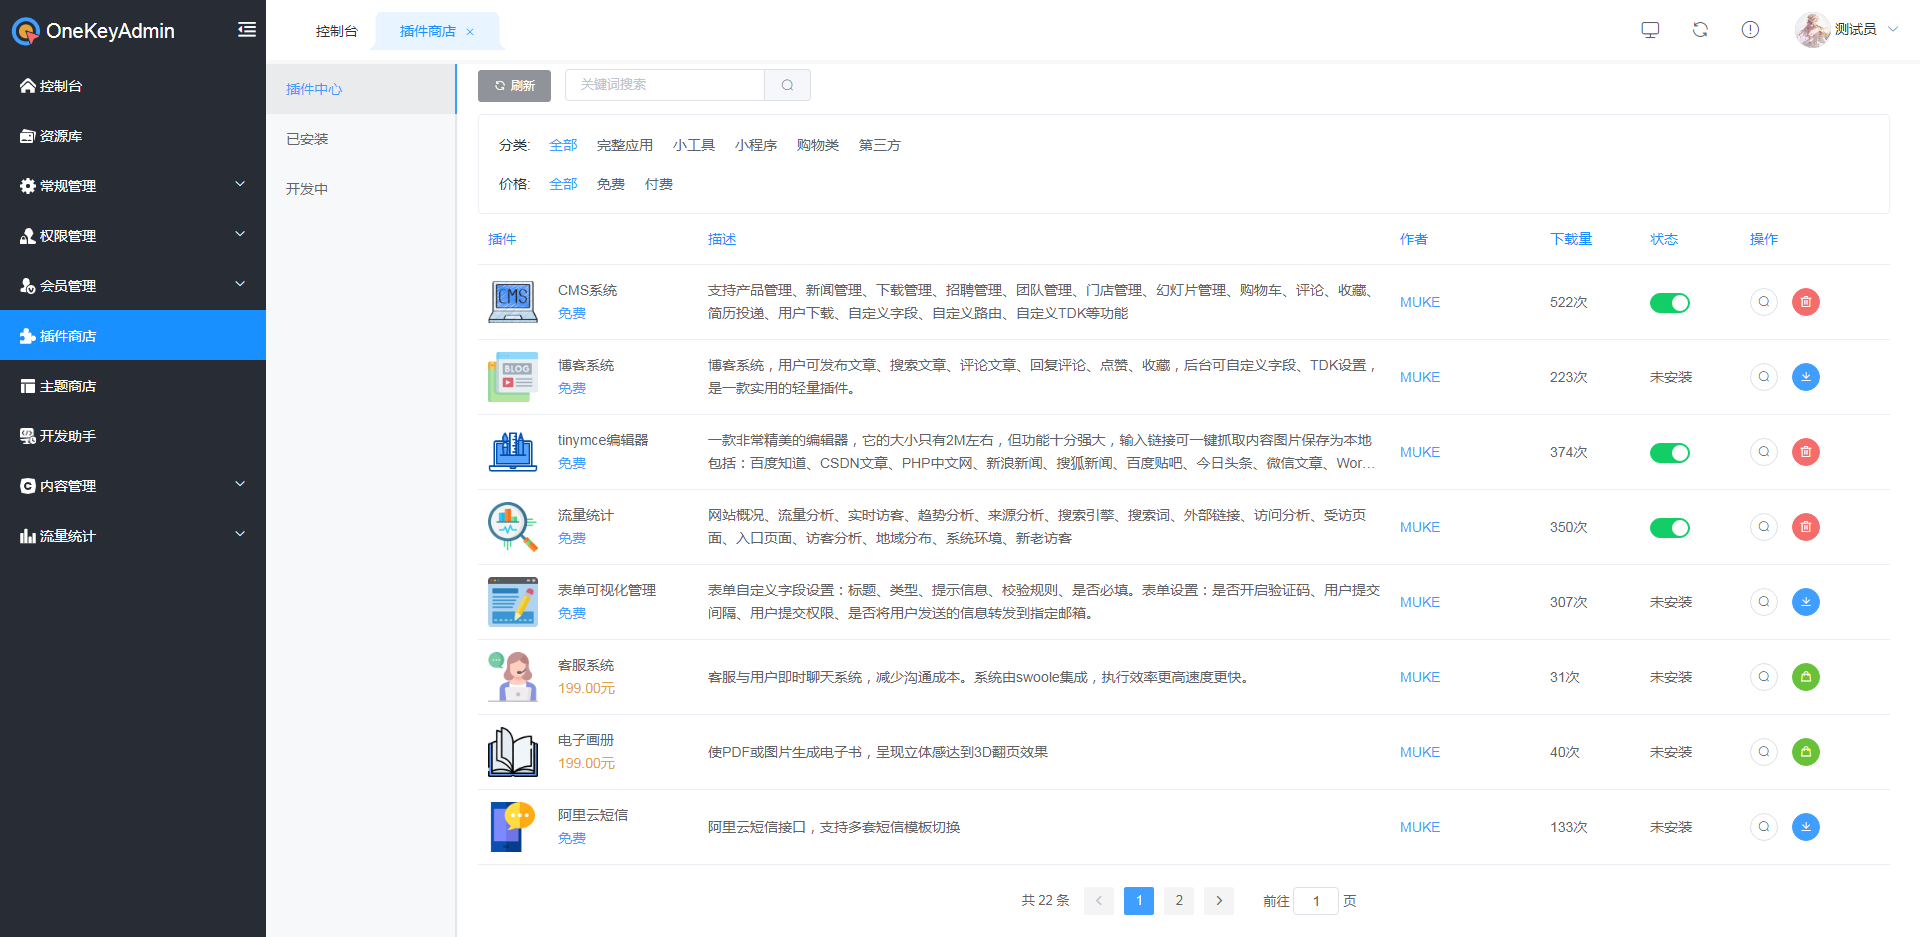 OneKeyAdmin
控制台
资源库
常规管理
权限管理
会员管理
插件商店
主题商店
开发助手
内容管理
流量统计
控制台
插件商店
测试员
插件中心
已安装
开发中
刷新
关键词搜索
分类: 全部 完整应用 小工具 小程序 购物类 第三方
价格: 全部 免费 付费
插件 描述 作者 下载量 状态 操作
CMS
CMS系统
免费
支持产品管理、新闻管理、下载管理、招聘管理、团队管理、门店管理、幻灯片管理、购物车、评论、收藏、
简历投递、用户下载、自定义字段、自定义路由、自定义TDK等功能
MUKE
522次
BLOG
博客系统
免费
博客系统，用户可发布文章、搜索文章、评论文章、回复评论、点赞、收藏，后台可自定义字段、TDK设置，
是一款实用的轻量插件。
MUKE
223次
未安装
tinymce编辑器
免费
一款非常精美的编辑器，它的大小只有2M左右，但功能十分强大，输入链接可一键抓取内容图片保存为本地
包括：百度知道、CSDN文章、PHP中文网、新浪新闻、搜狐新闻、百度贴吧、今日头条、微信文章、Wor...
MUKE
374次
流量统计
免费
网站概况、流量分析、实时访客、趋势分析、来源分析、搜索引擎、搜索词、外部链接、访问分析、受访页
面、入口页面、访客分析、地域分布、系统环境、新老访客
MUKE
350次
表单可视化管理
免费
表单自定义字段设置：标题、类型、提示信息、校验规则、是否必填。表单设置：是否开启验证码、用户提交
间隔、用户提交权限、是否将用户发送的信息转发到指定邮箱。
MUKE
307次
未安装
客服系统
199.00元
客服与用户即时聊天系统，减少沟通成本。系统由swoole集成，执行效率更高速度更快。
MUKE
31次
未安装
电子画册
199.00元
使PDF或图片生成电子书，呈现立体感达到3D翻页效果
MUKE
40次
未安装
阿里云短信
免费
阿里云短信接口，支持多套短信模板切换
MUKE
133次
未安装
共 22 条 1 2 前往 1 页